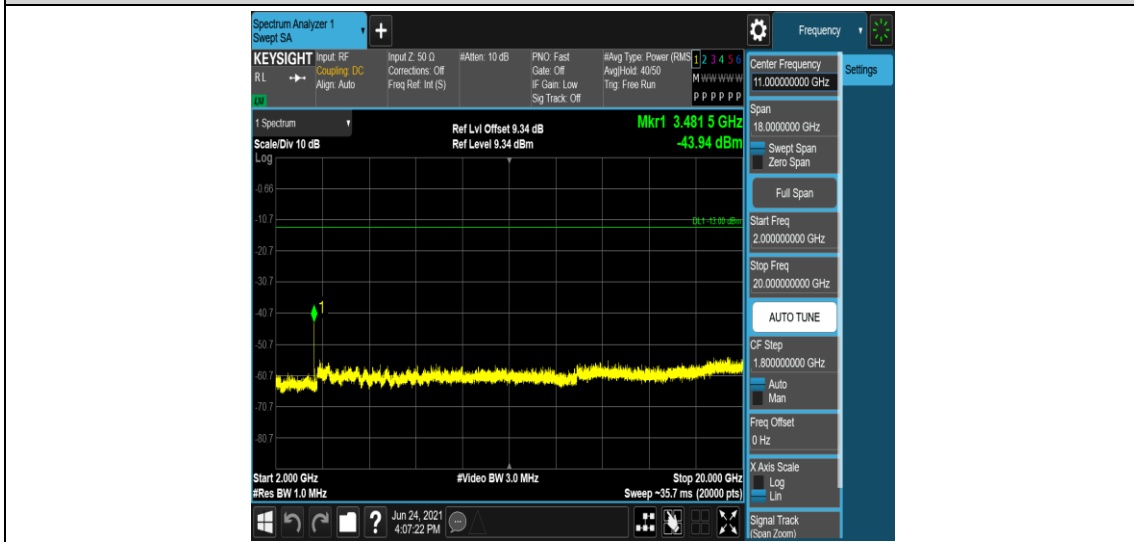 Spectrum Analyzer 1
Swept SA
+
Frequency
KEYSIGHT
RL
LXI
Input: RF
Coupling: DC
Align: Auto
Input Z: 50 Ω
Corrections: Off
Freq Ref: Int (S)
#Atten: 10 dB
PNO: Fast
Gate: Off
IF Gain: Low
Sig Track: Off
#Avg Type: Power (RMS
Avg|Hold: 40/50
Trig: Free Run
1 2 3 4 5 6
M W W W W W
P P P P P P
1 Spectrum
Scale/Div 10 dB
Ref Lvl Offset 9.34 dB
Ref Level 9.34 dBm
Mkr1 3.481 5 GHz
-43.94 dBm
Log
-0.66
-10.7
DL1 -13.00 dBm
-20.7
-30.7
-40.7
1
-50.7
-60.7
-70.7
-80.7
Start 2.000 GHz
#Res BW 1.0 MHz
#Video BW 3.0 MHz
Stop 20.000 GHz
Sweep ~35.7 ms (20000 pts)
?
Jun 24, 2021
4:07:22 PM
Center Frequency
11.000000000 GHz
Settings
Span
18.0000000 GHz
Swept Span
Zero Span
Full Span
Start Freq
2.000000000 GHz
Stop Freq
20.000000000 GHz
AUTO TUNE
CF Step
1.800000000 GHz
Auto
Man
Freq Offset
0 Hz
X Axis Scale
Log
Lin
Signal Track
(Span Zoom)